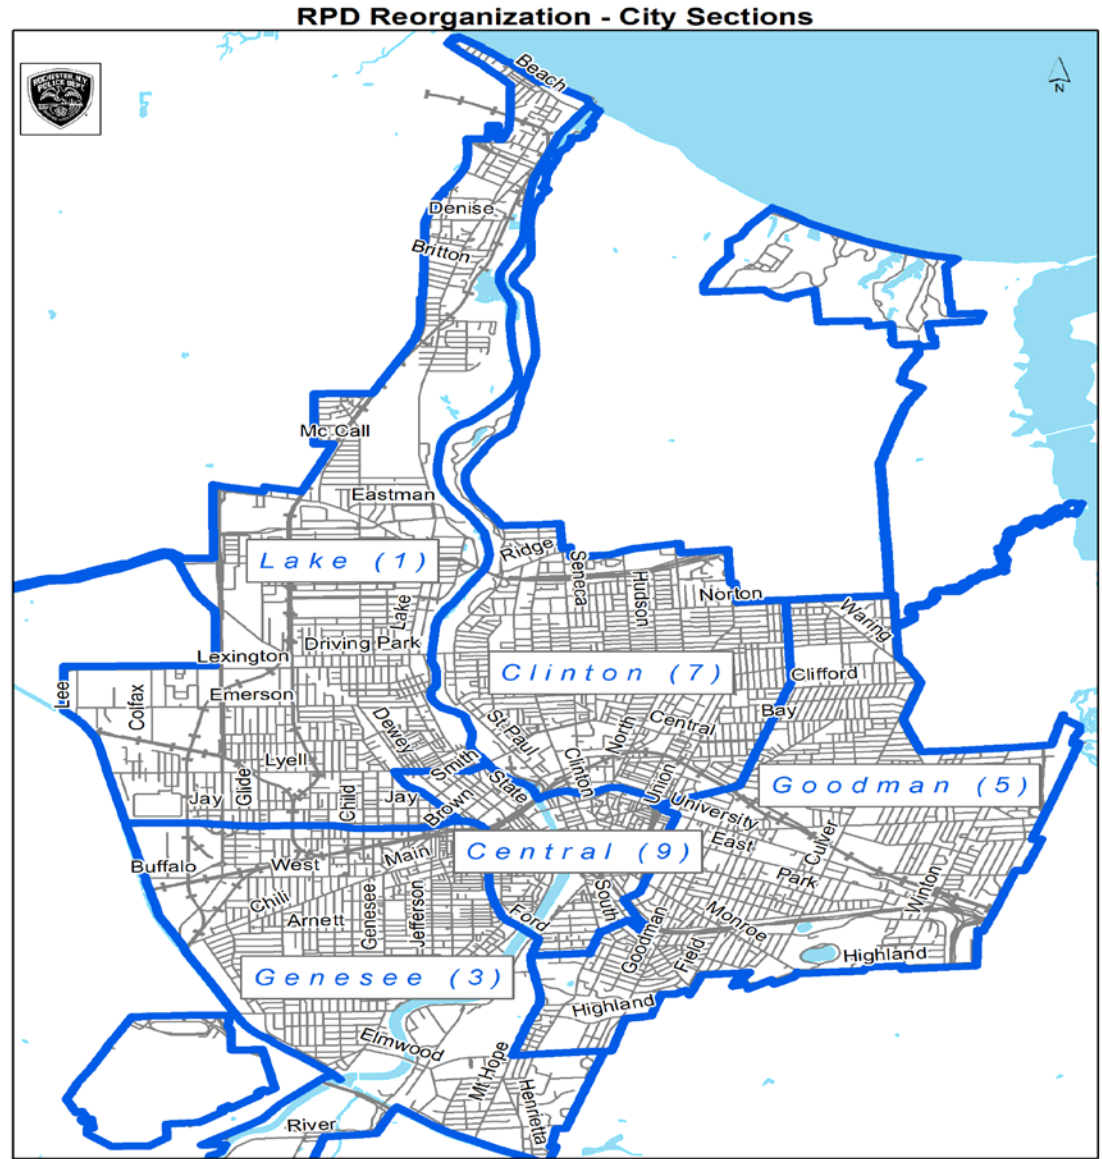 RPD Reorganization - City Sections
ROCHESTER, N.Y.
POLICE DEPT.
N
Beach
Denise
Britton
Mc Call
Eastman
Lake (1)
Ridge
Seneca
Hudson
Norton
Waring
Lake
Driving Park
Lexington
Clinton (7)
Clifford
Lee
Colfax
Emerson
Bay
Dewey
St Paul
North
Central
Clinton
Lyell
Smith
State
Union
Goodman (5)
Glide
Jay
Child
Jay
Brown
University
East
Culver
Buffalo
West
Main
Central (9)
Park
Winton
Chili
Arnett
Genesee
Jefferson
Ford
South
Goodman
Monroe
Field
Highland
Genesee (3)
Highland
Elmwood
Mt Hope
Henrietta
River